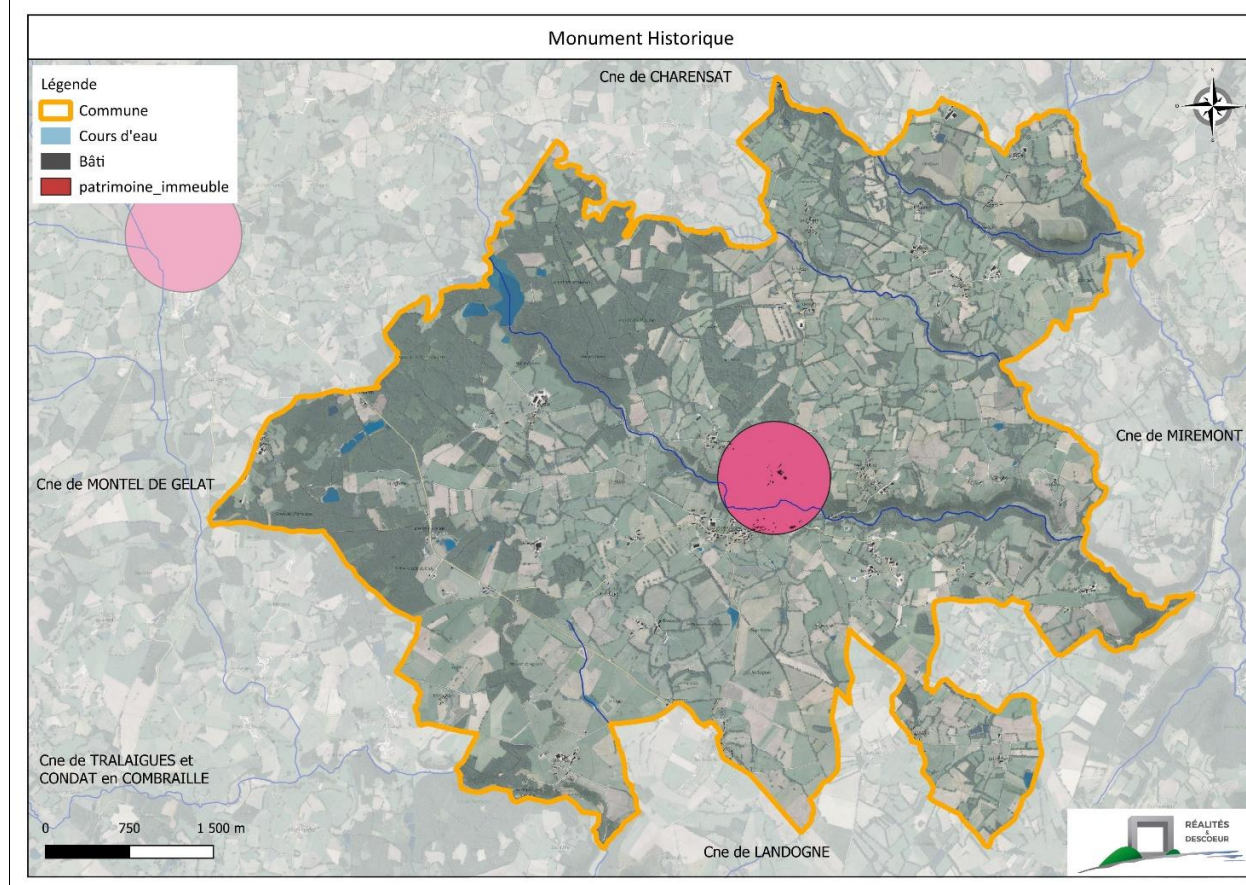 Monument Historique
Légende
Commune
Cours d'eau
Bâti
patrimoine_immeuble
Cne de CHARENSAT
Cne de MIREMONT
Cne de MONTEL DE GELAT
Cne de TRALAIGUES et
CONDAT en COMBRAILLE
0 750 1 500 m
Cne de LANDOGNE
RÉALITÉS
&
DESCOEUR